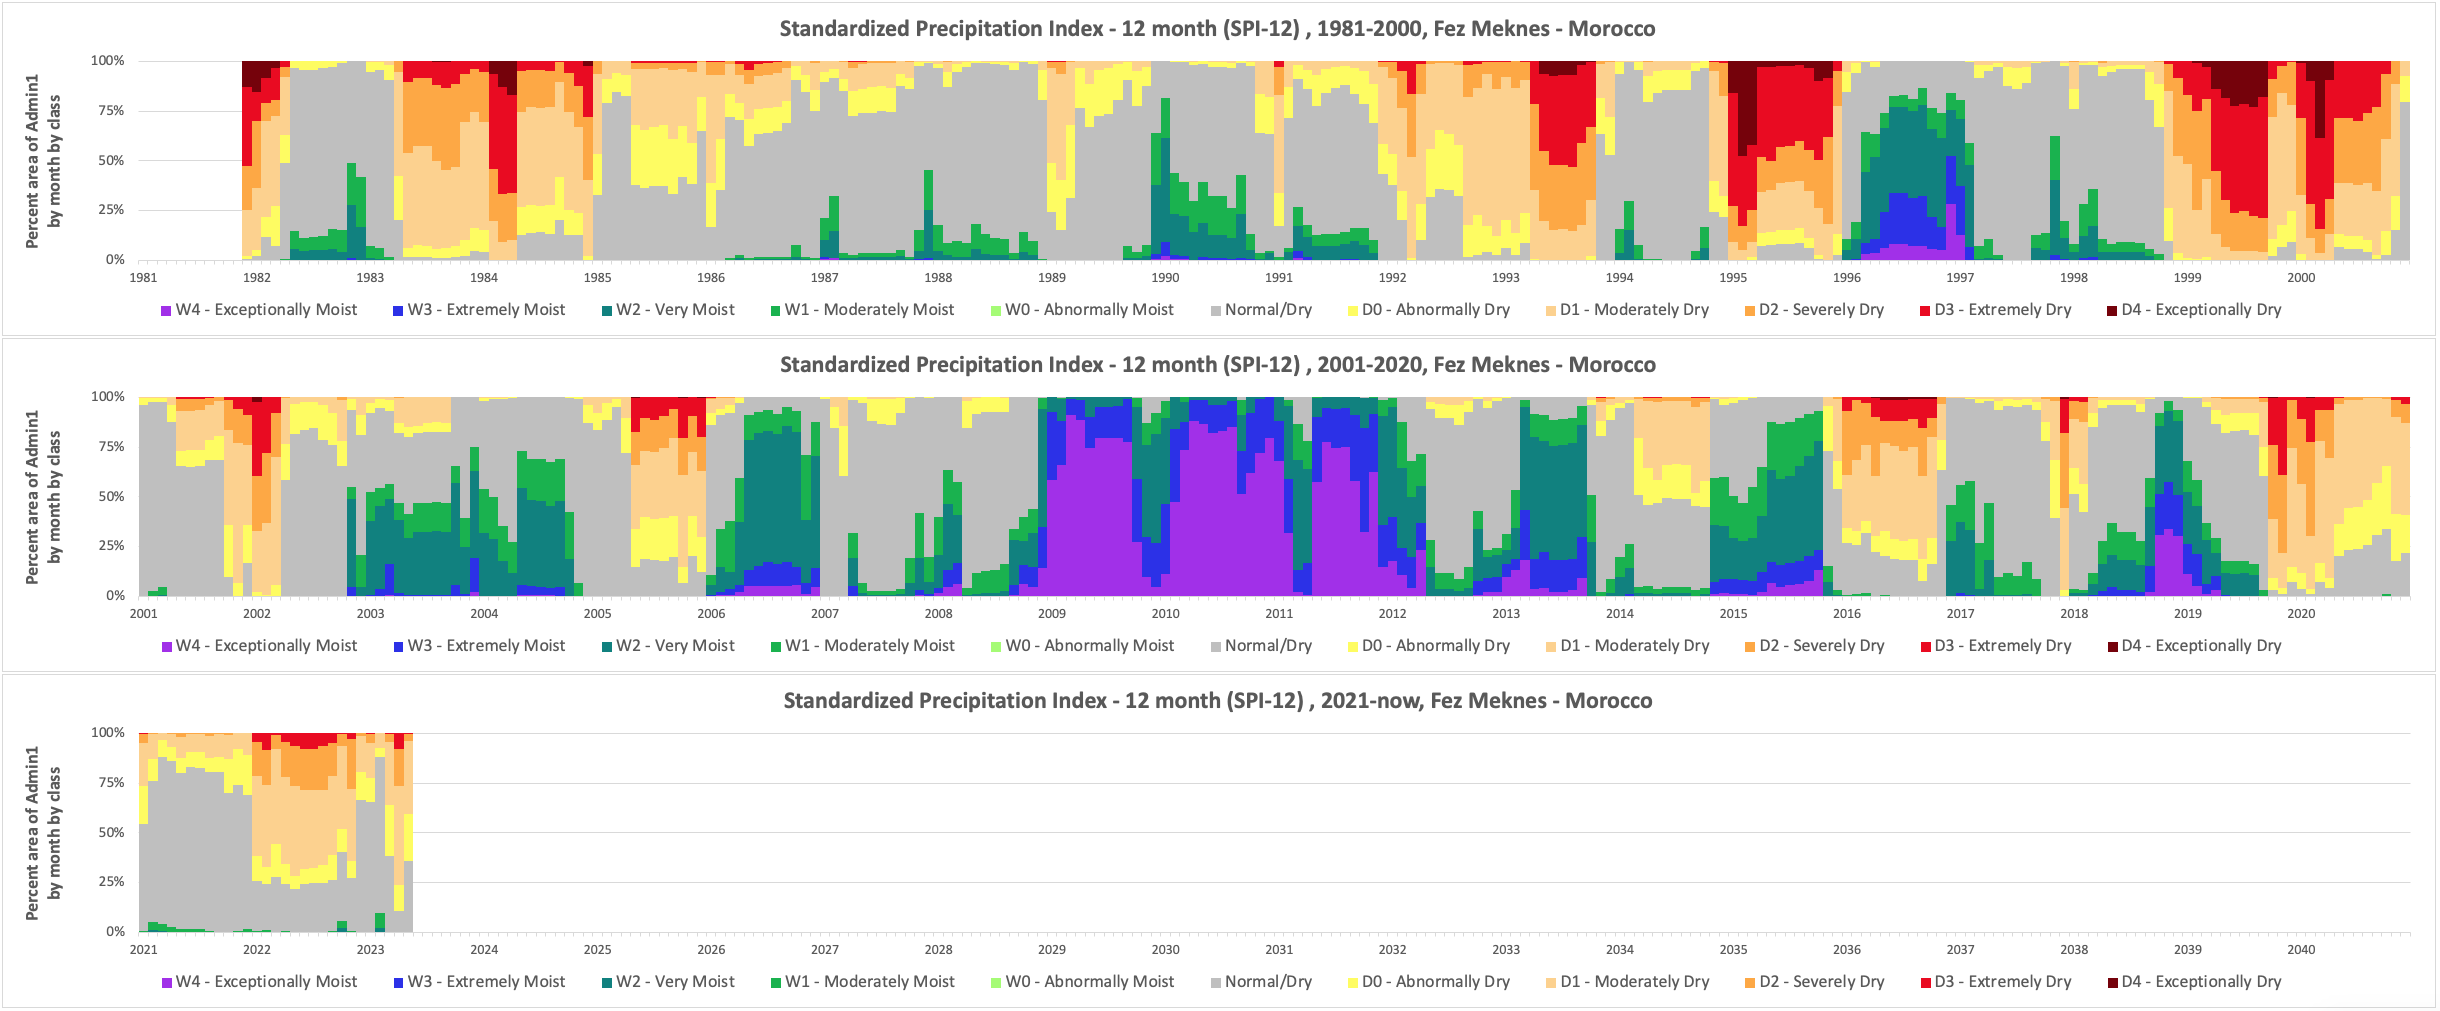 Standardized Precipitation Index - 12 month (SPI-12) , 1981-2000, Fez Meknes - Morocco
Percent area of Admin1
by month by class
100%
75%
50%
25%
0%
1981 1982 1983 1984 1985 1986 1987 1988 1989 1990 1991 1992 1993 1994 1995 1996 1997 1998 1999 2000
W4 - Exceptionally Moist W3 - Extremely Moist W2 - Very Moist W1 - Moderately Moist W0 - Abnormally Moist Normal/Dry D0 - Abnormally Dry D1 - Moderately Dry D2 - Severely Dry D3 - Extremely Dry D4 - Exceptionally Dry
Standardized Precipitation Index - 12 month (SPI-12) , 2001-2020, Fez Meknes - Morocco
Percent area of Admin1
by month by class
100%
75%
50%
25%
0%
2001 2002 2003 2004 2005 2006 2007 2008 2009 2010 2011 2012 2013 2014 2015 2016 2017 2018 2019 2020
W4 - Exceptionally Moist W3 - Extremely Moist W2 - Very Moist W1 - Moderately Moist W0 - Abnormally Moist Normal/Dry D0 - Abnormally Dry D1 - Moderately Dry D2 - Severely Dry D3 - Extremely Dry D4 - Exceptionally Dry
Standardized Precipitation Index - 12 month (SPI-12) , 2021-now, Fez Meknes - Morocco
Percent area of Admin1
by month by class
100%
75%
50%
25%
0%
2021 2022 2023 2024 2025 2026 2027 2028 2029 2030 2031 2032 2033 2034 2035 2036 2037 2038 2039 2040
W4 - Exceptionally Moist W3 - Extremely Moist W2 - Very Moist W1 - Moderately Moist W0 - Abnormally Moist Normal/Dry D0 - Abnormally Dry D1 - Moderately Dry D2 - Severely Dry D3 - Extremely Dry D4 - Exceptionally Dry